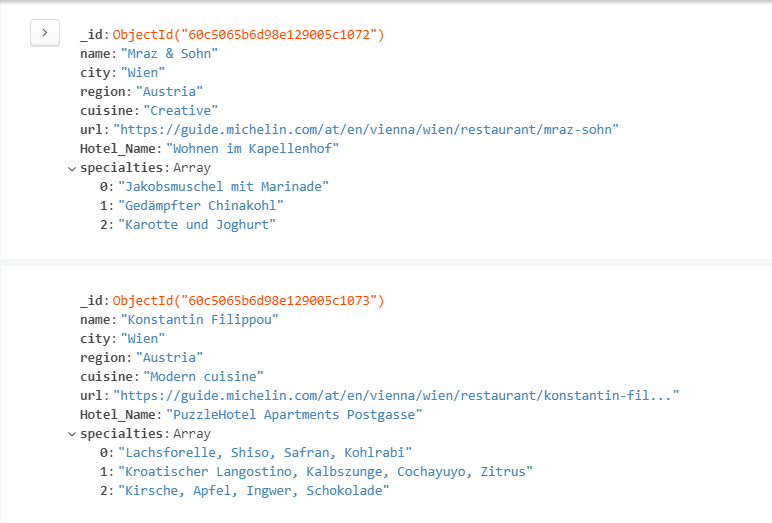 _id: ObjectId("60c5065b6d98e129005c1072")
name: "Mraz & Sohn"
city: "Wien"
region: "Austria"
cuisine: "Creative"
url: "https://guide.michelin.com/at/en/vienna/wien/restaurant/mraz-sohn"
Hotel_Name: "Wohnen im Kapellenhof"
specialties: Array
0: "Jakobsmuschel mit Marinade"
1: "Gedämpfter Chinakohl"
2: "Karotte und Joghurt"
_id: ObjectId("60c5065b6d98e129005c1073")
name: "Konstantin Filippou"
city: "Wien"
region: "Austria"
cuisine: "Modern cuisine"
url: "https://guide.michelin.com/at/en/vienna/wien/restaurant/konstantin-fil..."
Hotel_Name: "PuzzleHotel Apartments Postgasse"
specialties: Array
0: "Lachsforelle, Shiso, Safran, Kohlrabi"
1: "Kroatischer Langostino, Kalbszunge, Cochayuyo, Zitrus"
2: "Kirsche, Apfel, Ingwer, Schokolade"